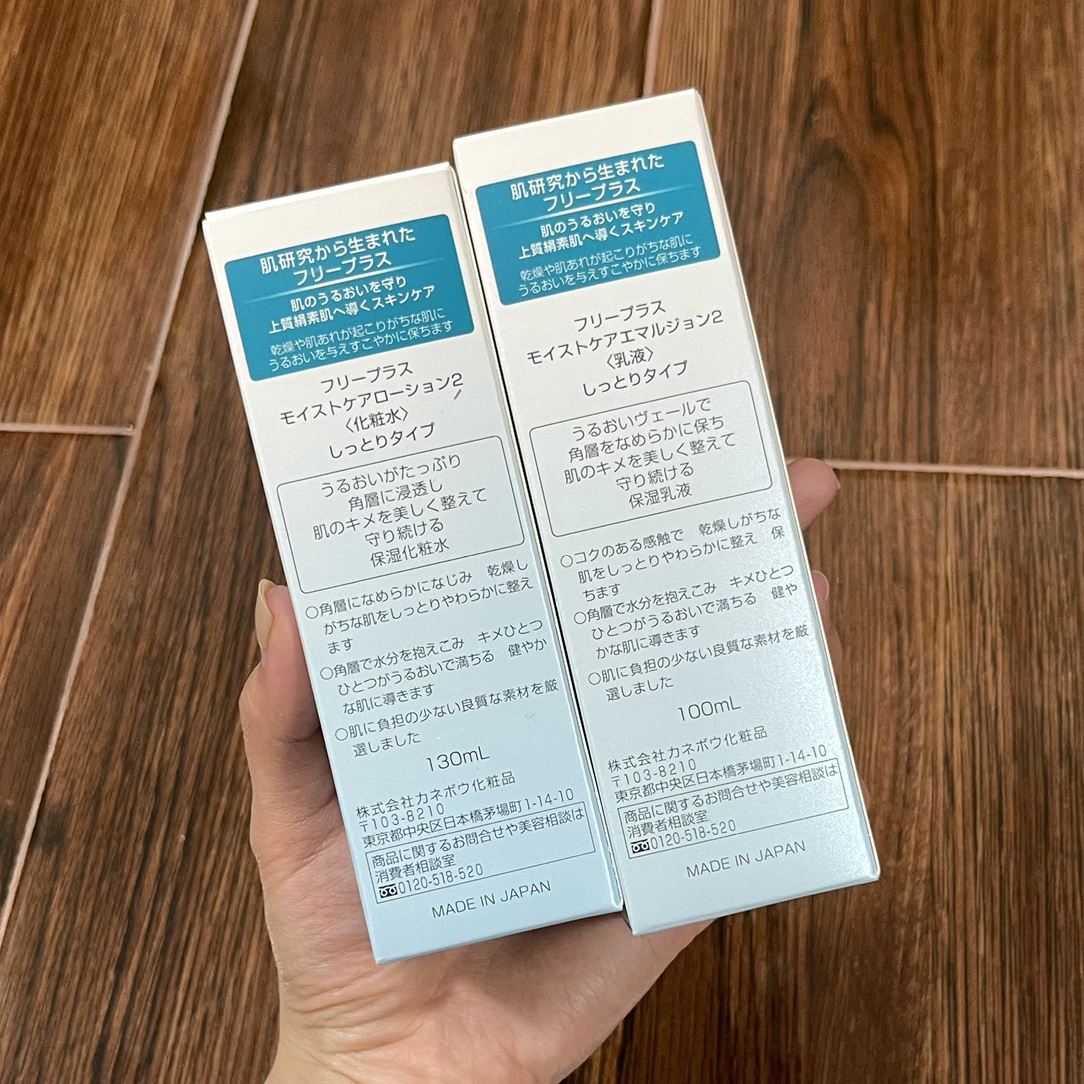 肌研究から生まれた
フリープラス
肌のうるおいを守り
上質絹素肌へ導くスキンケア
乾燥や肌あれが起こりがちな肌に
うるおいを与えすこやかに保ちます
フリープラス
モイストケアローション2
〈化粧水〉
しっとりタイプ
うるおいがたっぷり
角層に浸透し
肌のキメを美しく整えて
守り続ける
保湿化粧水
○角層になめらかになじみ 乾燥し
がちな肌をしっとりやわらかに整え
ます
○角層で水分を抱えこみ キメひとつ
ひとつがうるおいで満ちる 健やか
な肌に導きます
○肌に負担の少ない良質な素材を厳
選しました
130mL
株式会社カネボウ化粧品
〒103-8210
東京都中央区日本橋茅場町1-14-10
商品に関するお問合せや美容相談は
消費者相談室
0120-518-520
MADE IN JAPAN
肌研究から生まれた
フリープラス
肌のうるおいを守り
上質絹素肌へ導くスキンケア
乾燥や肌あれが起こりがちな肌に
うるおいを与えすこやかに保ちます
フリープラス
モイストケアエマルジョン2
〈乳液〉
しっとりタイプ
うるおいヴェールで
角層をなめらかに保ち
肌のキメを美しく整えて
守り続ける
保湿乳液
○コクのある感触で 乾燥しがちな
肌をしっとりやわらかに整え 保
ちます
○角層で水分を抱えこみ キメひとつ
ひとつがうるおいで満ちる 健や
かな肌に導きます
○肌に負担の少ない良質な素材を厳
選しました
100mL
株式会社カネボウ化粧品
〒103-8210
東京都中央区日本橋茅場町1-14-10
商品に関するお問合せや美容相談は
消費者相談室
0120-518-520
MADE IN JAPAN